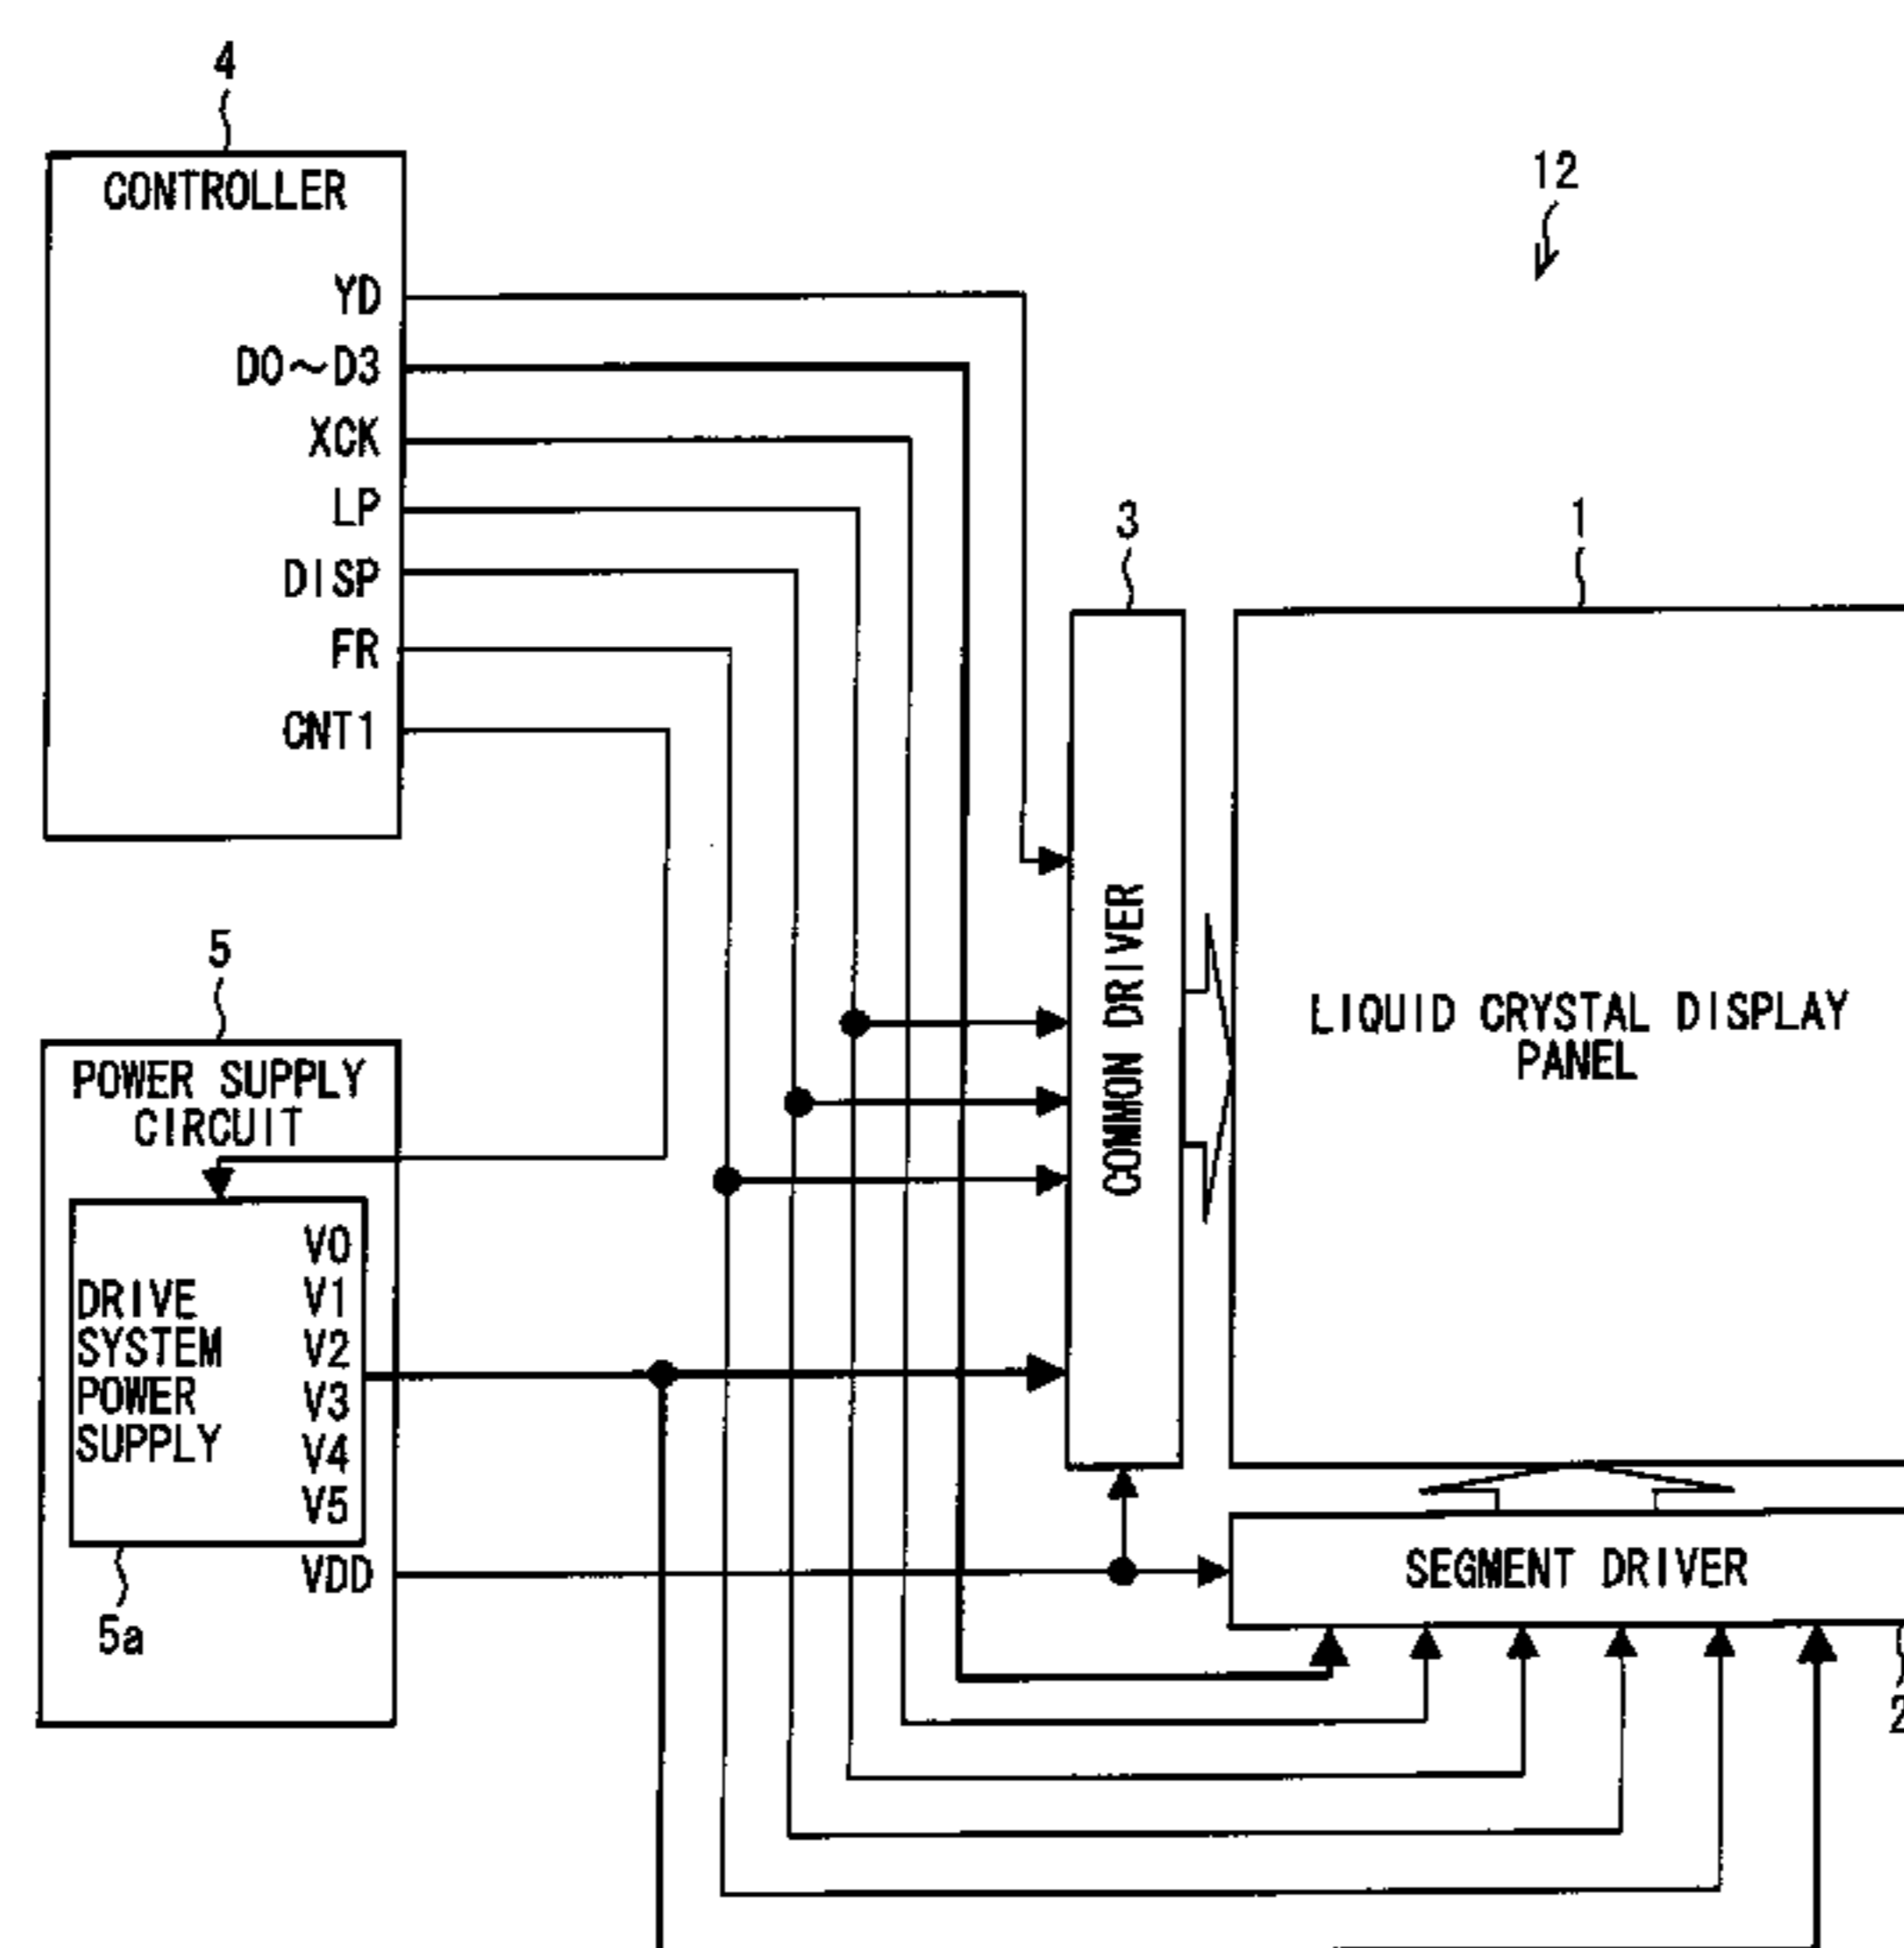 4
CONTROLLER
YD
D0~D3
XCK
LP
DISP
FR
CNT1
12
3
1
COMMON DRIVER
LIQUID CRYSTAL DISPLAY
PANEL
5
POWER SUPPLY
CIRCUIT
DRIVE
SYSTEM
POWER
SUPPLY
V0
V1
V2
V3
V4
V5
VDD
5a
SEGMENT DRIVER
2